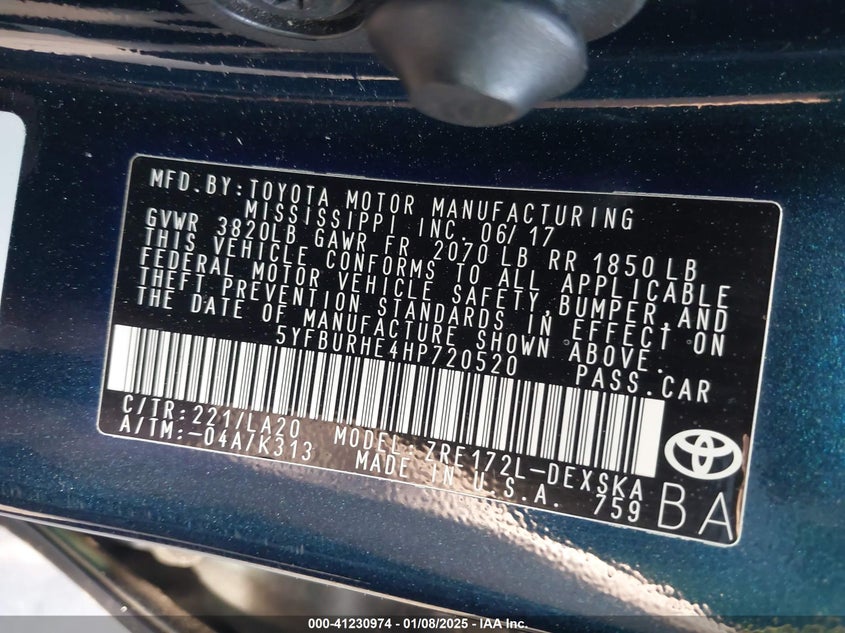 MFD.BY:TOYOTA MOTOR MANUFACTURING
MISSISSIPPI INC. 06/17
GVWR 3820LB GAWR FR 2070 LB RR 1850 LB
THIS VEHICLE CONFORMS TO ALL APPLICABLE
FEDERAL MOTOR VEHICLE SAFETY,BUMPER,AND
THEFT PREVENTION STANDARDS IN EFFECT ON
THE DATE OF MANUFACTURE SHOWN ABOVE.
5YFBURHE4HP720520 PASS.CAR
C/TR:221/LA20 MODEL:ZRE172L-DEXSKA
A/TM:-04A/K313 MADE IN U.S.A. 759
BA
000-41230974 — 01/08/2025 — IAA Inc.